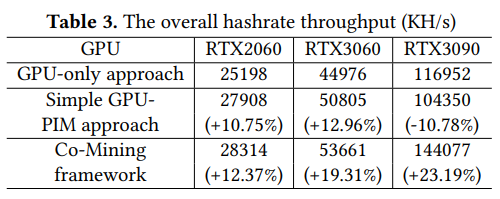 Table 3. The overall hashrate throughput (KH/s)
GPU RTX2060 RTX3060 RTX3090
GPU-only approach 25198 44976 116952
Simple GPU- 27908 50805 104350
PIM approach (+10.75%) (+12.96%) (-10.78%)
Co-Mining 28314 53661 144077
framework (+12.37%) (+19.31%) (+23.19%)